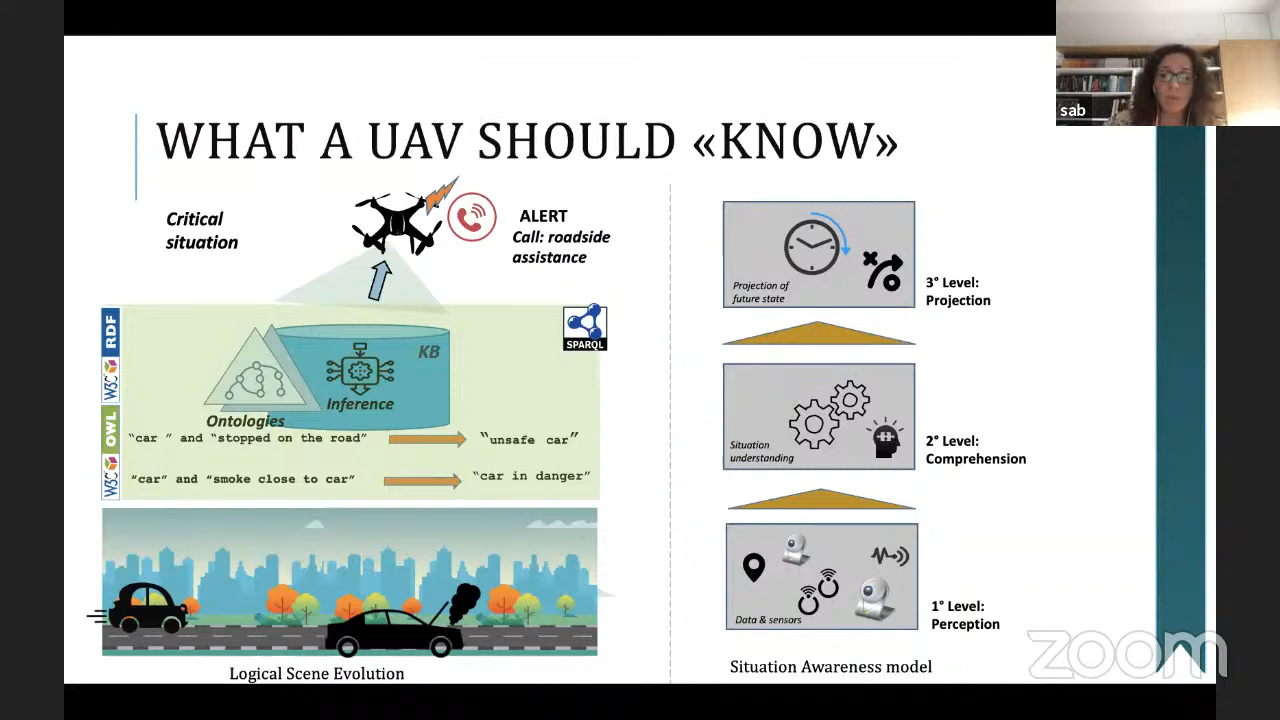 sab
WHAT A UAV SHOULD «KNOW»
Critical
situation
ALERT
Call: roadside
assistance
RDF
W3C
OWL
W3C
SPARQL
KB
Inference
Ontologies
“car ” and “stopped on the road”
“unsafe car”
“car” and “smoke close to car”
“car in danger”
Logical Scene Evolution
Projection of
future state
3° Level:
Projection
Situation
understanding
2° Level:
Comprehension
Data & sensors
1° Level:
Perception
Situation Awareness model
zoom